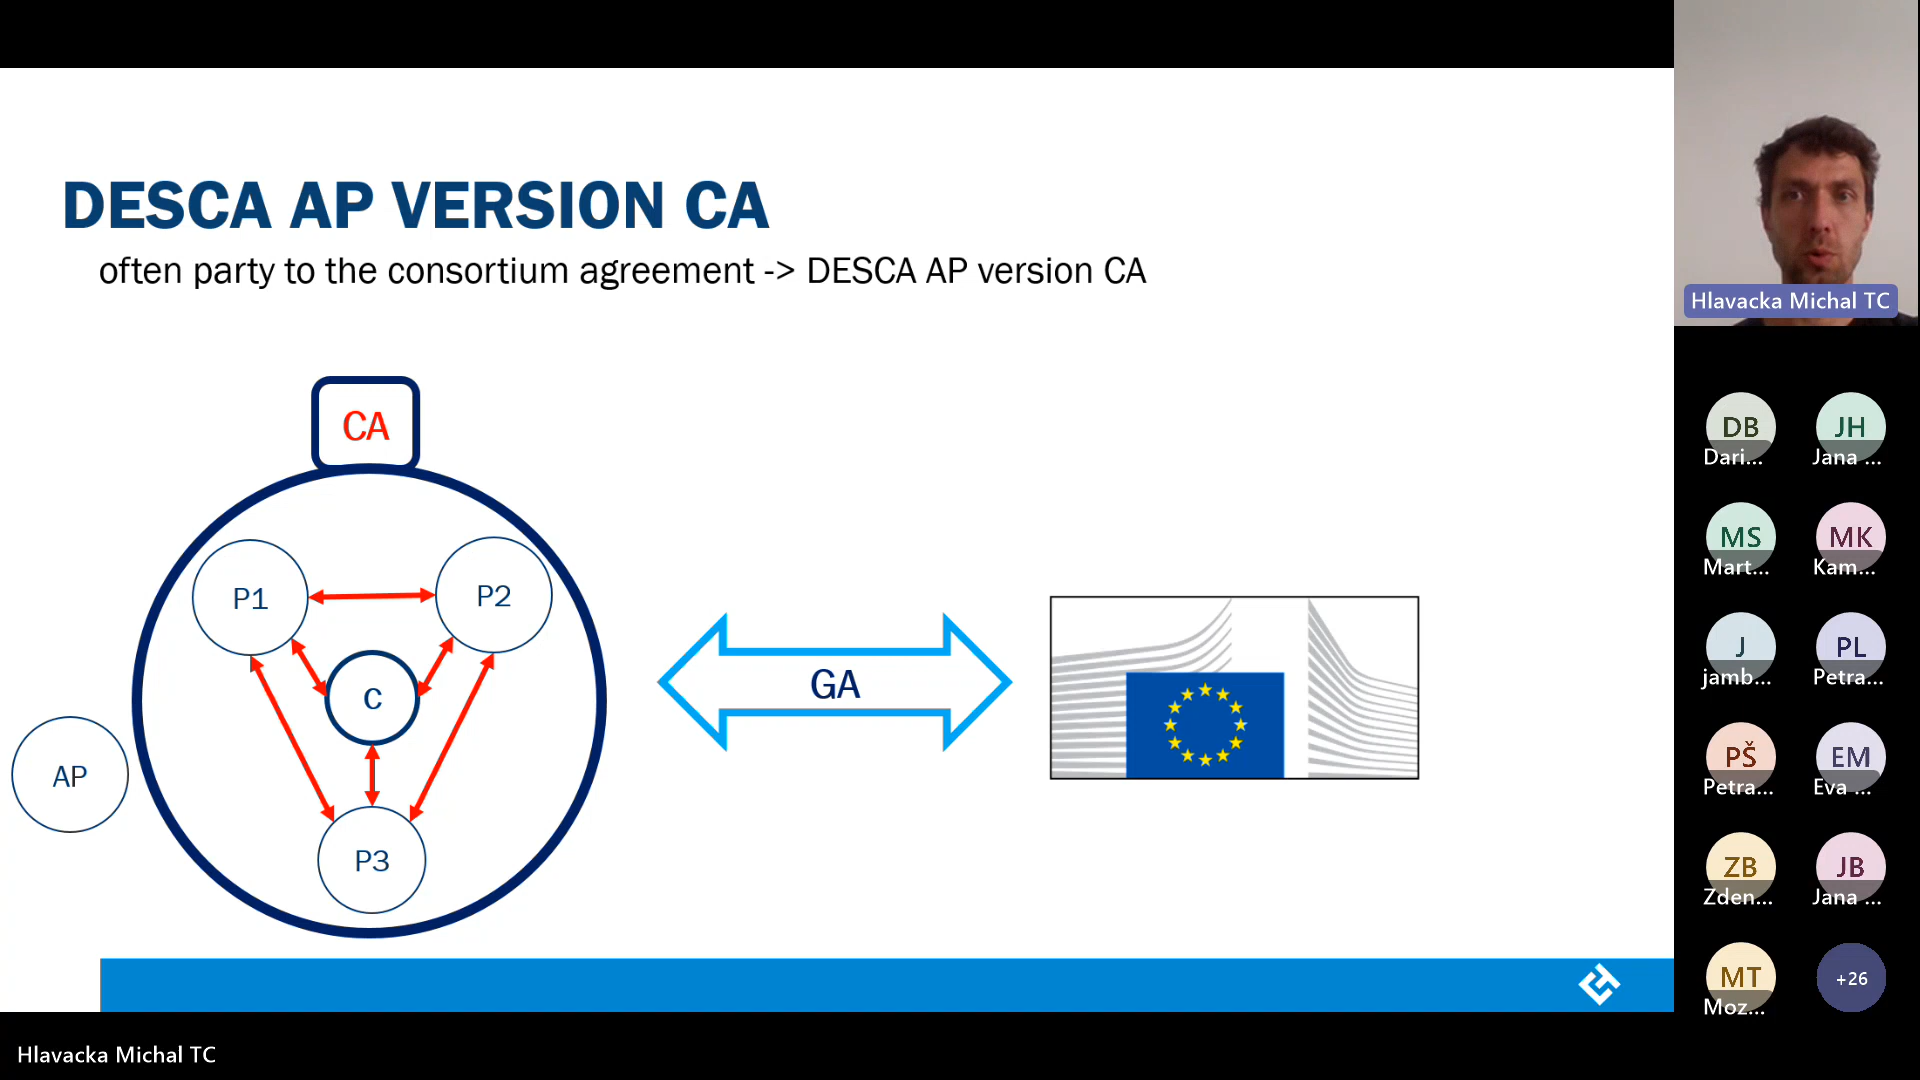 DESCA AP VERSION CA
often party to the consortium agreement -> DESCA AP version CA
CA
P1
P2
C
P3
AP
GA
Hlavacka Michal TC
DB
Dari...
JH
Jana ...
MS
Mart...
MK
Kam...
J
jamb...
PL
Petra...
PŠ
Petra...
EM
Eva ...
ZB
Zden...
JB
Jana ...
MT
Moz...
+26
Hlavacka Michal TC